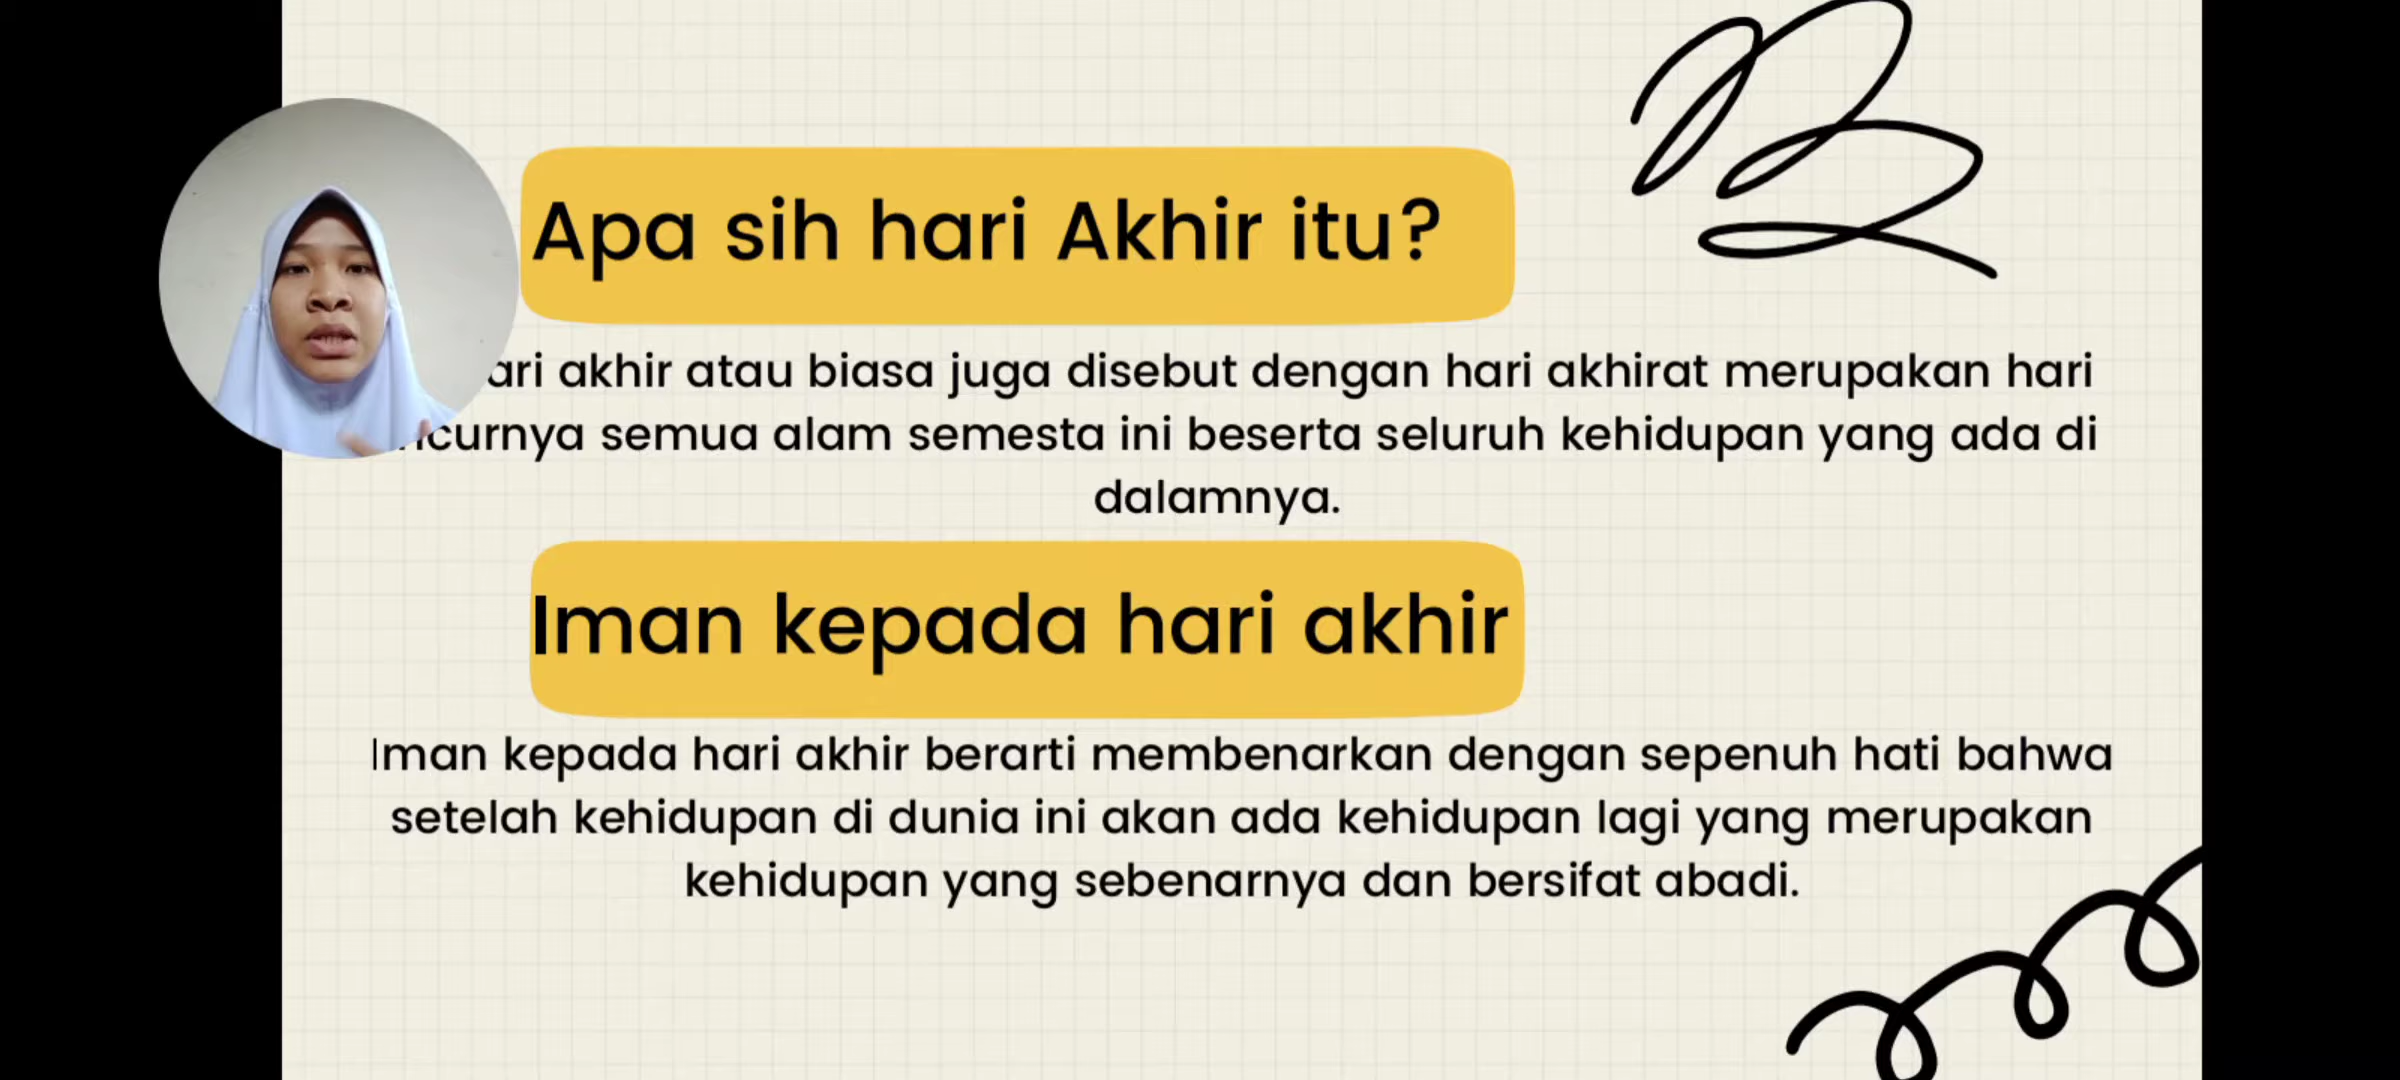 Apa sih hari Akhir itu?
akhir atau biasa juga disebut dengan hari akhirat merupakan hari
semua alam semesta ini beserta seluruh kehidupan yang ada di
dalamnya.
Iman kepada hari akhir
Iman kepada hari akhir berarti membenarkan dengan sepenuh hati bahwa
setelah kehidupan di dunia ini akan ada kehidupan lagi yang merupakan
kehidupan yang sebenarnya dan bersifat abadi.